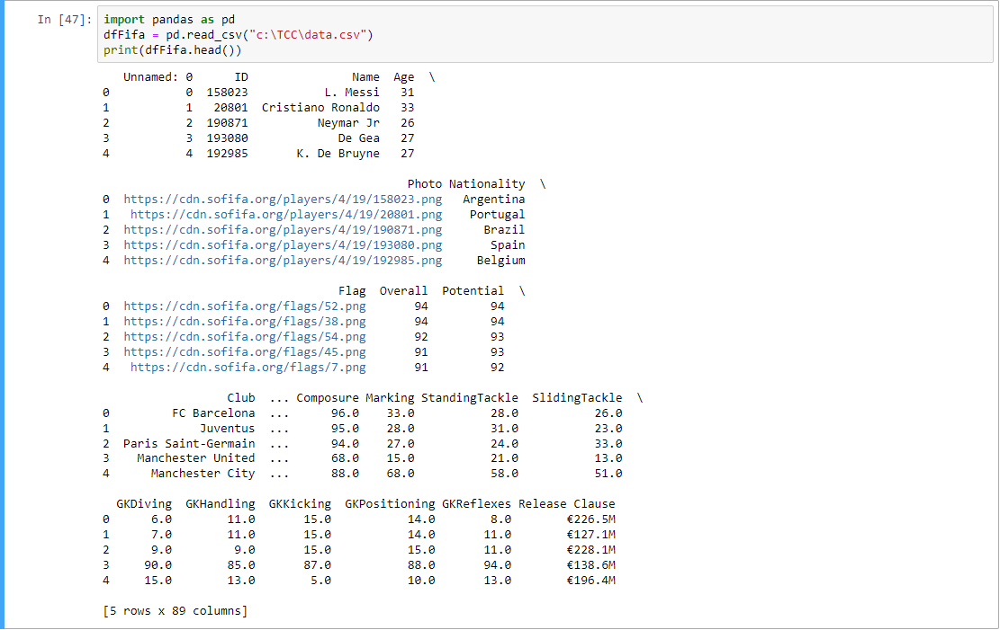 In [47]: import pandas as pd
dfFifa = pd.read_csv("c:\TCC\data.csv")
print(dfFifa.head())
Unnamed: 0 ID Name Age \
0 0 158023 L. Messi 31
1 1 20801 Cristiano Ronaldo 33
2 2 190871 Neymar Jr 26
3 3 193080 De Gea 27
4 4 192985 K. De Bruyne 27
Photo Nationality \
0 https://cdn.sofifa.org/players/4/19/158023.png Argentina
1 https://cdn.sofifa.org/players/4/19/20801.png Portugal
2 https://cdn.sofifa.org/players/4/19/190871.png Brazil
3 https://cdn.sofifa.org/players/4/19/193080.png Spain
4 https://cdn.sofifa.org/players/4/19/192985.png Belgium
Flag Overall Potential \
0 https://cdn.sofifa.org/flags/52.png 94 94
1 https://cdn.sofifa.org/flags/38.png 94 94
2 https://cdn.sofifa.org/flags/54.png 92 93
3 https://cdn.sofifa.org/flags/45.png 91 93
4 https://cdn.sofifa.org/flags/7.png 91 92
Club ... Composure Marking StandingTackle SlidingTackle \
0 FC Barcelona ... 96.0 33.0 28.0 26.0
1 Juventus ... 95.0 28.0 31.0 23.0
2 Paris Saint-Germain ... 94.0 27.0 24.0 33.0
3 Manchester United ... 68.0 15.0 21.0 13.0
4 Manchester City ... 88.0 68.0 58.0 51.0
GKDiving GKHandling GKKicking GKPositioning GKReflexes Release Clause
0 6.0 11.0 15.0 14.0 8.0 €226.5M
1 7.0 11.0 15.0 14.0 11.0 €127.1M
2 9.0 9.0 15.0 15.0 11.0 €228.1M
3 90.0 85.0 87.0 88.0 94.0 €138.6M
4 15.0 13.0 5.0 10.0 13.0 €196.4M
[5 rows x 89 columns]